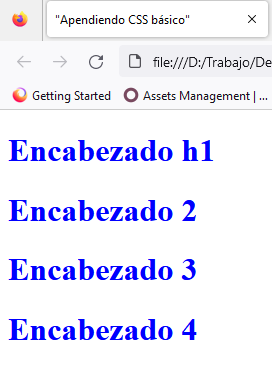 "Apendiendo CSS básico"
file:///D:/Trabajo/De
Getting Started
Assets Management |...
Encabezado h1
Encabezado 2
Encabezado 3
Encabezado 4